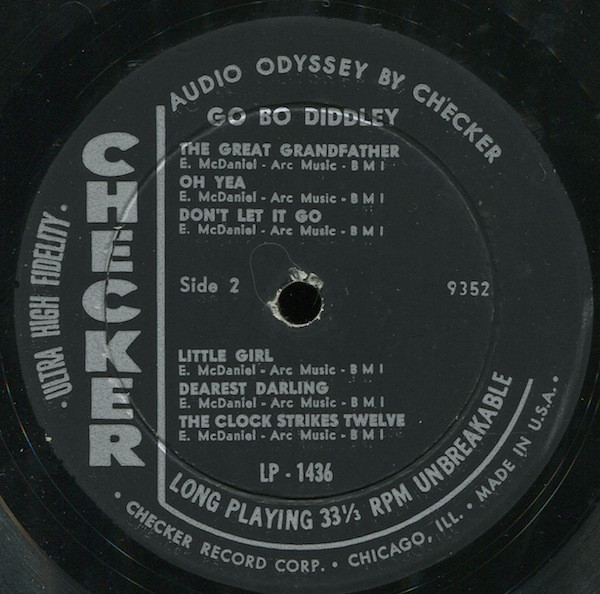 AUDIO ODYSSEY BY CHECKER
GO BO DIDDLEY
THE GREAT GRANDFATHER
E. McDaniel - Arc Music - B M I
OH YEA
E. McDaniel - Arc Music - B M I
DON'T LET IT GO
E. McDaniel - Arc Music - B M I
CHECKER
· ULTRA HIGH FIDELITY ·
Side 2
9352
LITTLE GIRL
E. McDaniel - Arc Music - B M I
DEAREST DARLING
E. McDaniel - Arc Music - B M I
THE CLOCK STRIKES TWELVE
E. McDaniel - Arc Music - B M I
LP - 1436
LONG PLAYING 33⅓ RPM UNBREAKABLE
· CHECKER RECORD CORP. · CHICAGO, ILL. · MADE IN U.S.A. ·